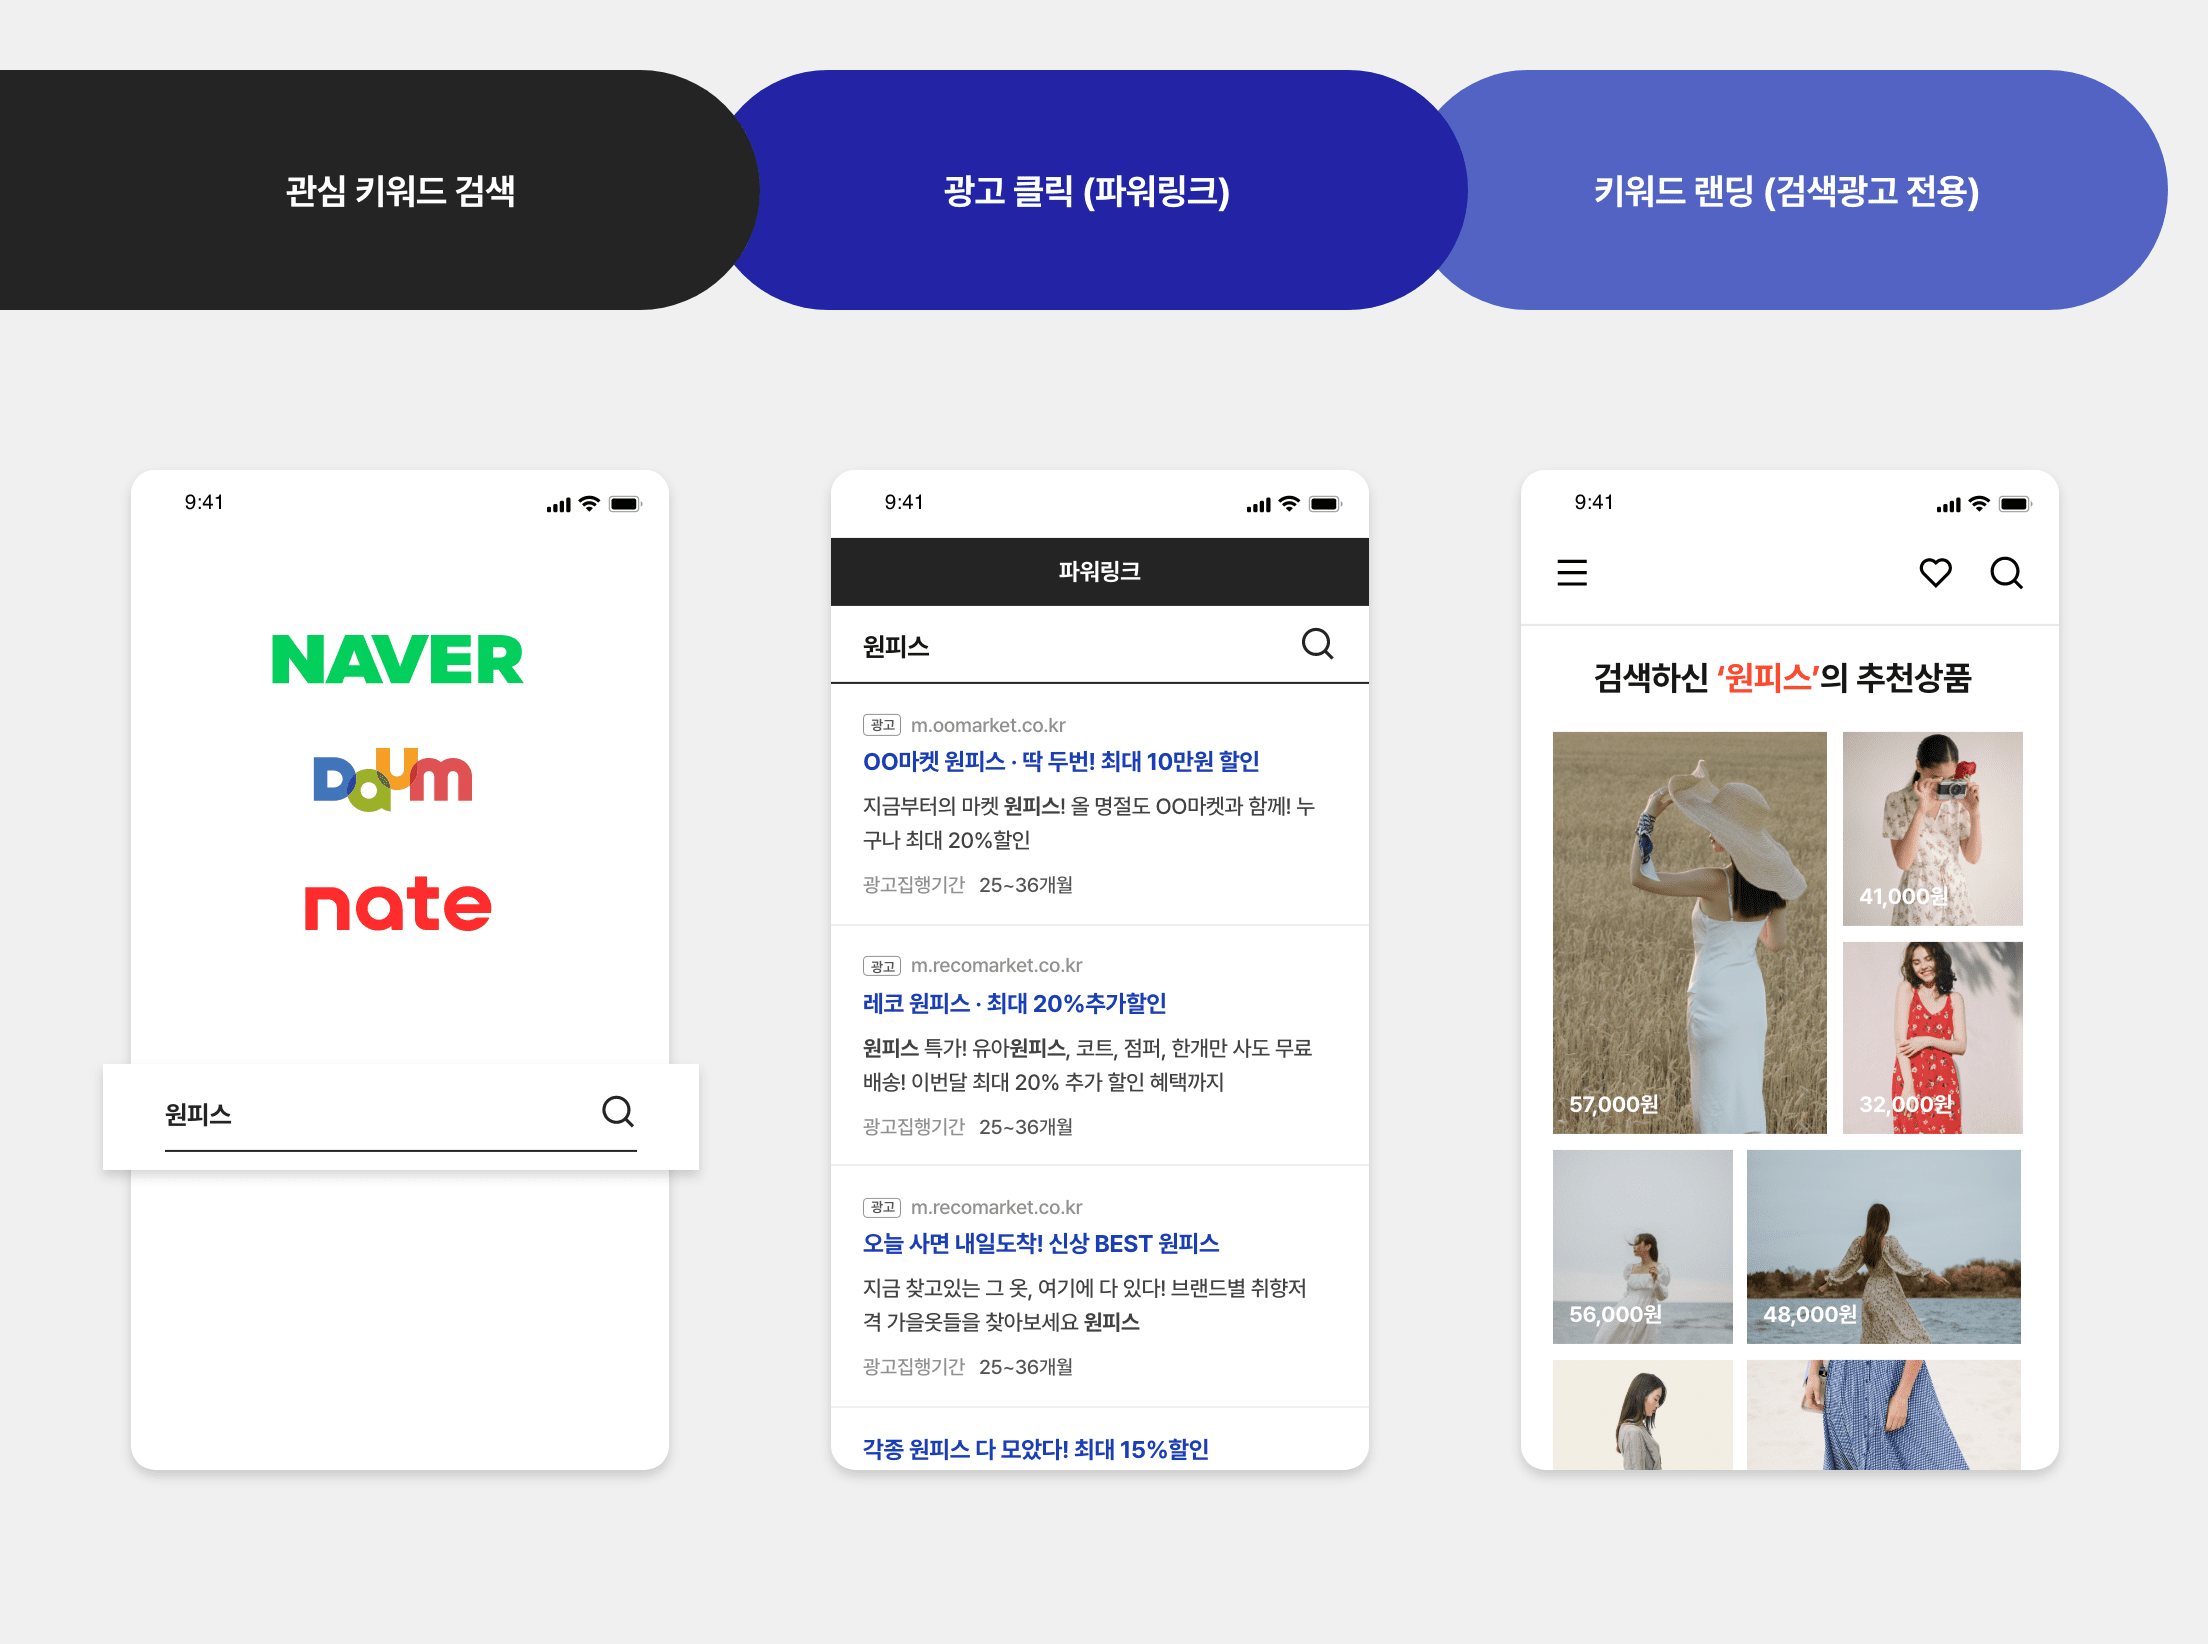 관심 키워드 검색
광고 클릭 (파워링크)
키워드 랜딩 (검색광고 전용)
9:41
NAVER
Daum
nate
원피스
9:41
파워링크
원피스
광고 m.oomarket.co.kr
OO마켓 원피스 · 딱 두번! 최대 10만원 할인
지금부터의 마켓 원피스! 올 명절도 OO마켓과 함께! 누
구나 최대 20%할인
광고집행기간 25~36개월
광고 m.recomarket.co.kr
레코 원피스 · 최대 20%추가할인
원피스 특가! 유아원피스, 코트, 점퍼, 한개만 사도 무료
배송! 이번달 최대 20% 추가 할인 혜택까지
광고집행기간 25~36개월
광고 m.recomarket.co.kr
오늘 사면 내일도착! 신상 BEST 원피스
지금 찾고있는 그 옷, 여기에 다 있다! 브랜드별 취향저
격 가을옷들을 찾아보세요 원피스
광고집행기간 25~36개월
각종 원피스 다 모았다! 최대 15%할인
9:41
검색하신 ‘원피스’의 추천상품
41,000원
57,000원
32,000원
56,000원
48,000원